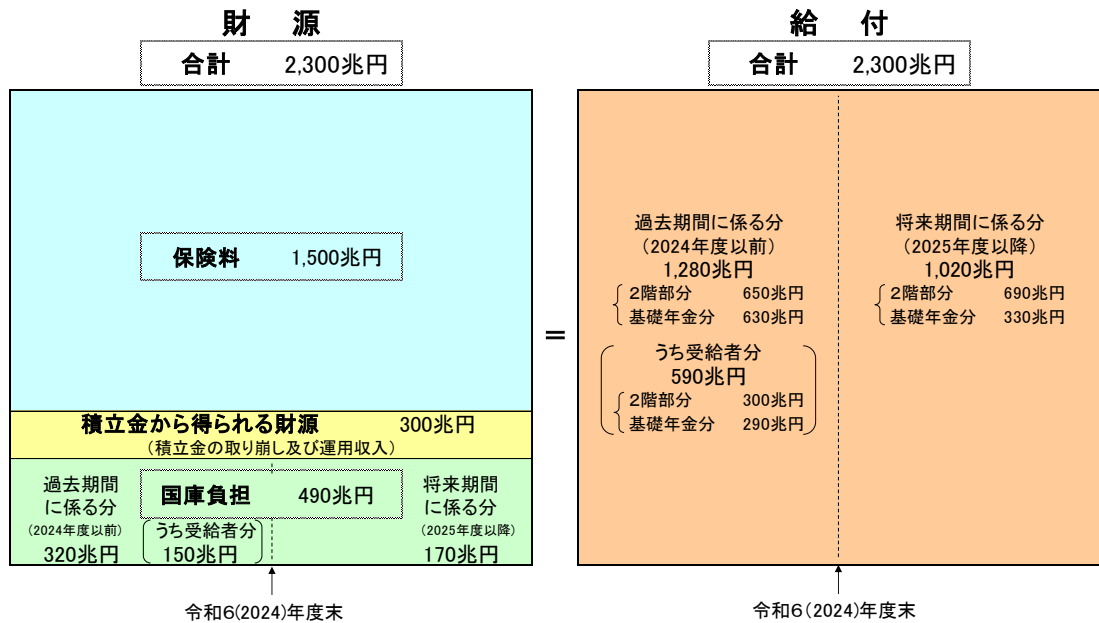 財　源
合計　2,300兆円
保険料　1,500兆円
積立金から得られる財源　300兆円
（積立金の取り崩し及び運用収入）
国庫負担　490兆円
過去期間
に係る分
（2024年度以前）
320兆円
うち受給者分
150兆円
将来期間
に係る分
（2025年度以降）
170兆円
令和6(2024)年度末
＝
給　付
合計　2,300兆円
過去期間に係る分
（2024年度以前）
1,280兆円
２階部分　650兆円
基礎年金分　630兆円
うち受給者分
590兆円
２階部分　300兆円
基礎年金分　290兆円
将来期間に係る分
（2025年度以降）
1,020兆円
２階部分　690兆円
基礎年金分　330兆円
令和６(2024)年度末